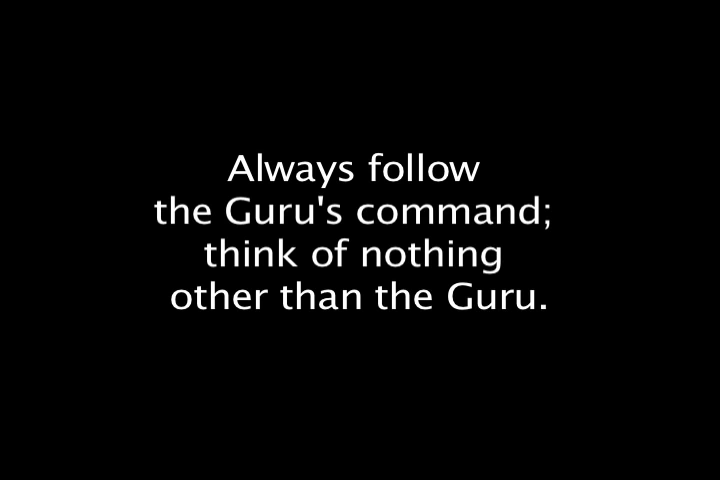 Always follow
the Guru's command;
think of nothing
other than the Guru.